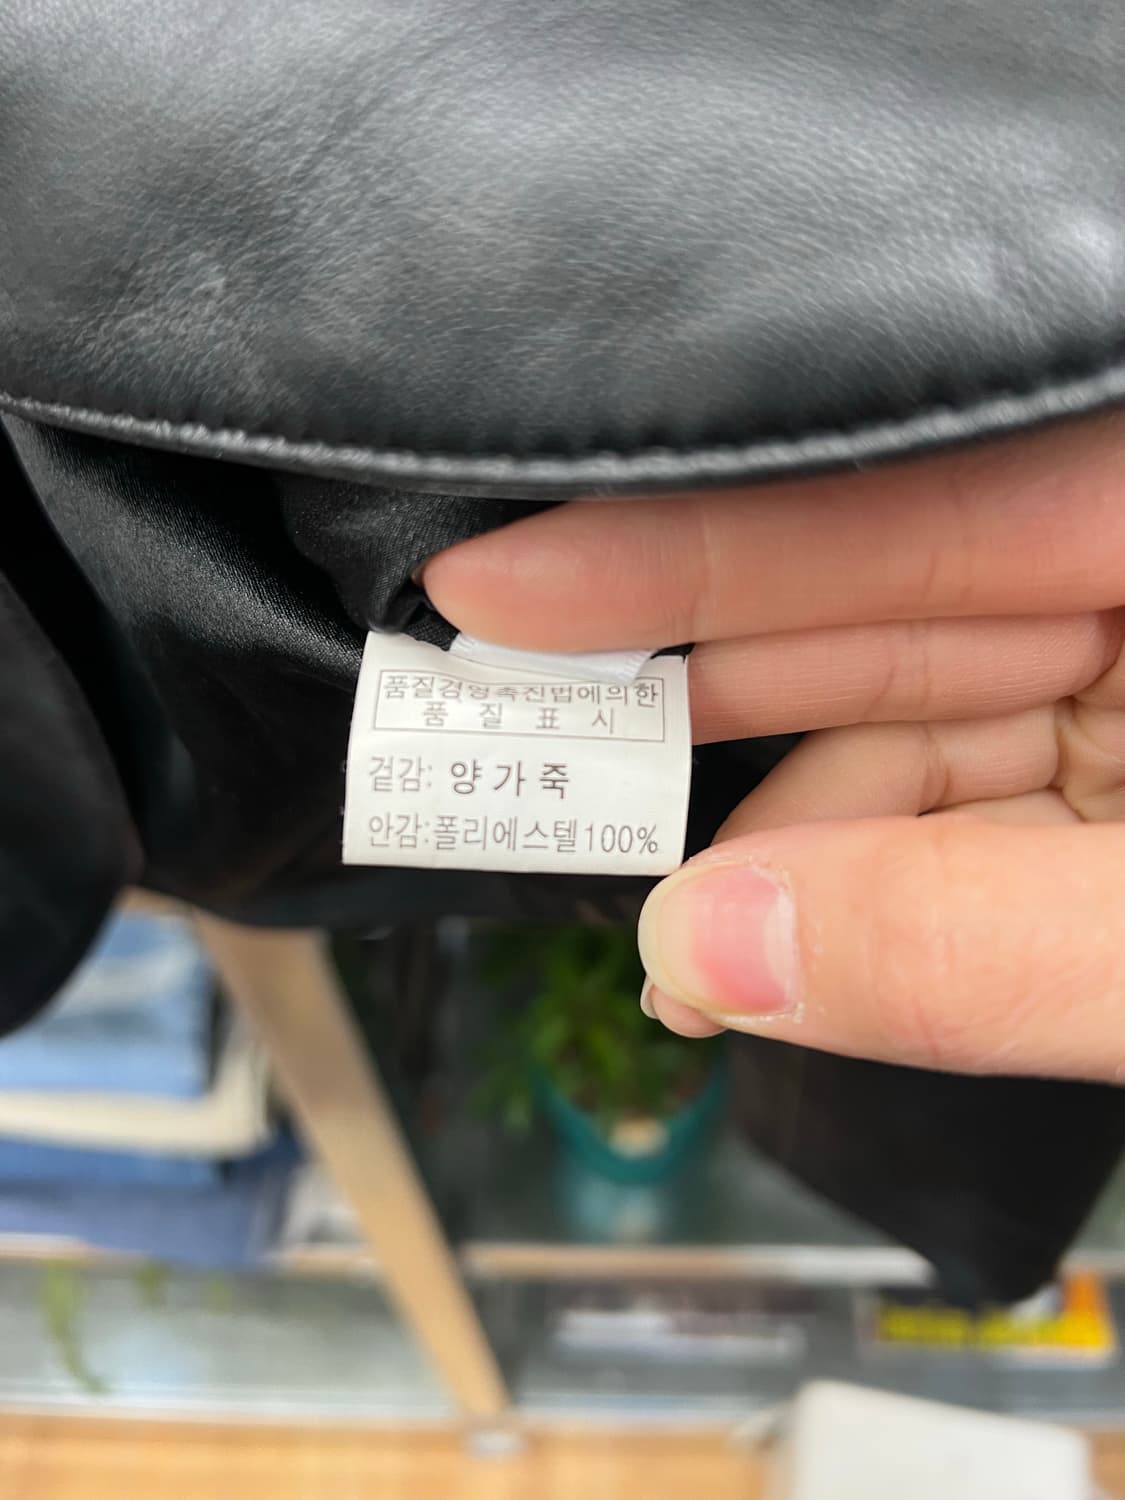 품질경영촉진법에의한
품 질 표 시
겉감: 양가죽
안감:폴리에스텔100%